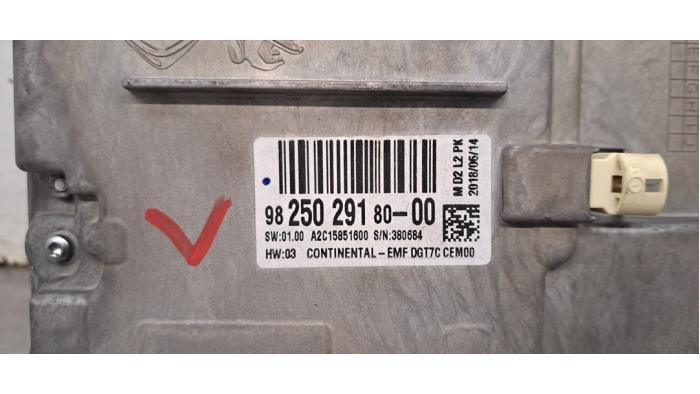 98 250 291 80-00
SW:01.00 A2C15851600 S/N:380684
HW:03 CONTINENTAL-EMF DGT7C CEM00
M D2 L2 PK
2018/06/14